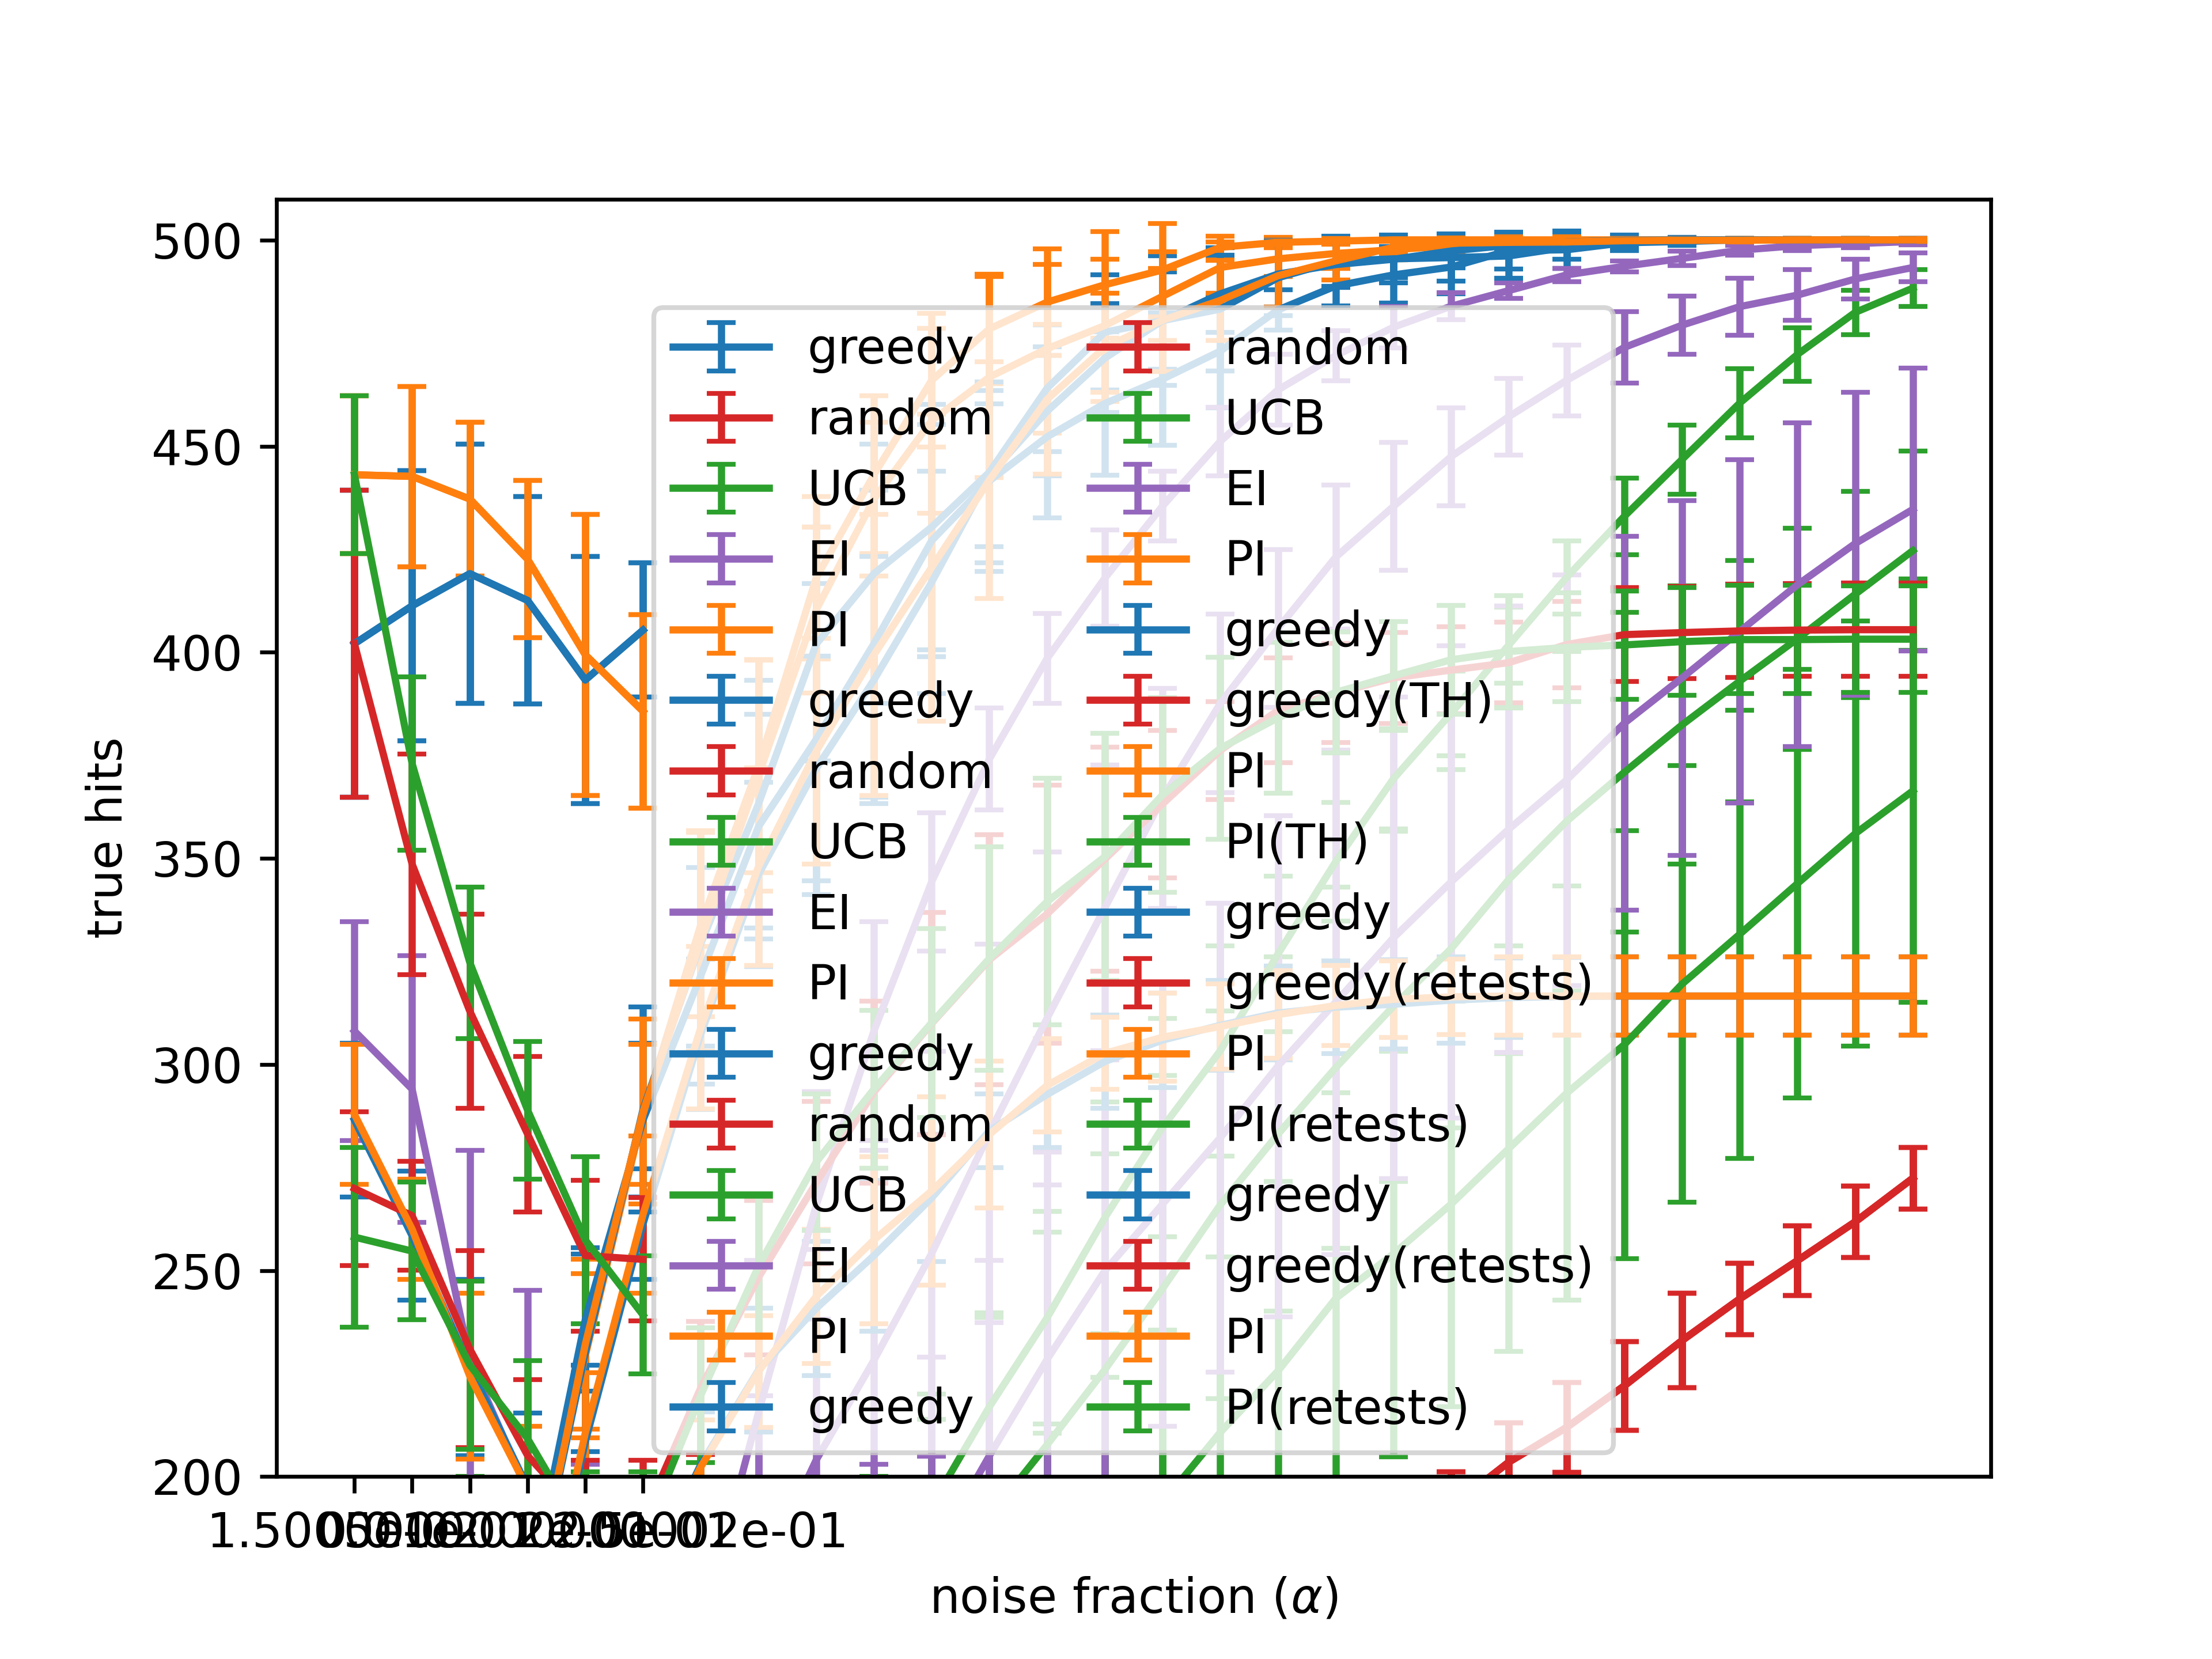 500
450
400
350
300
250
200
true hits
greedy
random
UCB
EI
PI
greedy
random
UCB
EI
PI
greedy
random
UCB
EI
PI
greedy
random
UCB
EI
PI
greedy
greedy(TH)
PI
PI(TH)
greedy
greedy(retests)
PI
PI(retests)
greedy
greedy(retests)
PI
PI(retests)
noise fraction (α)